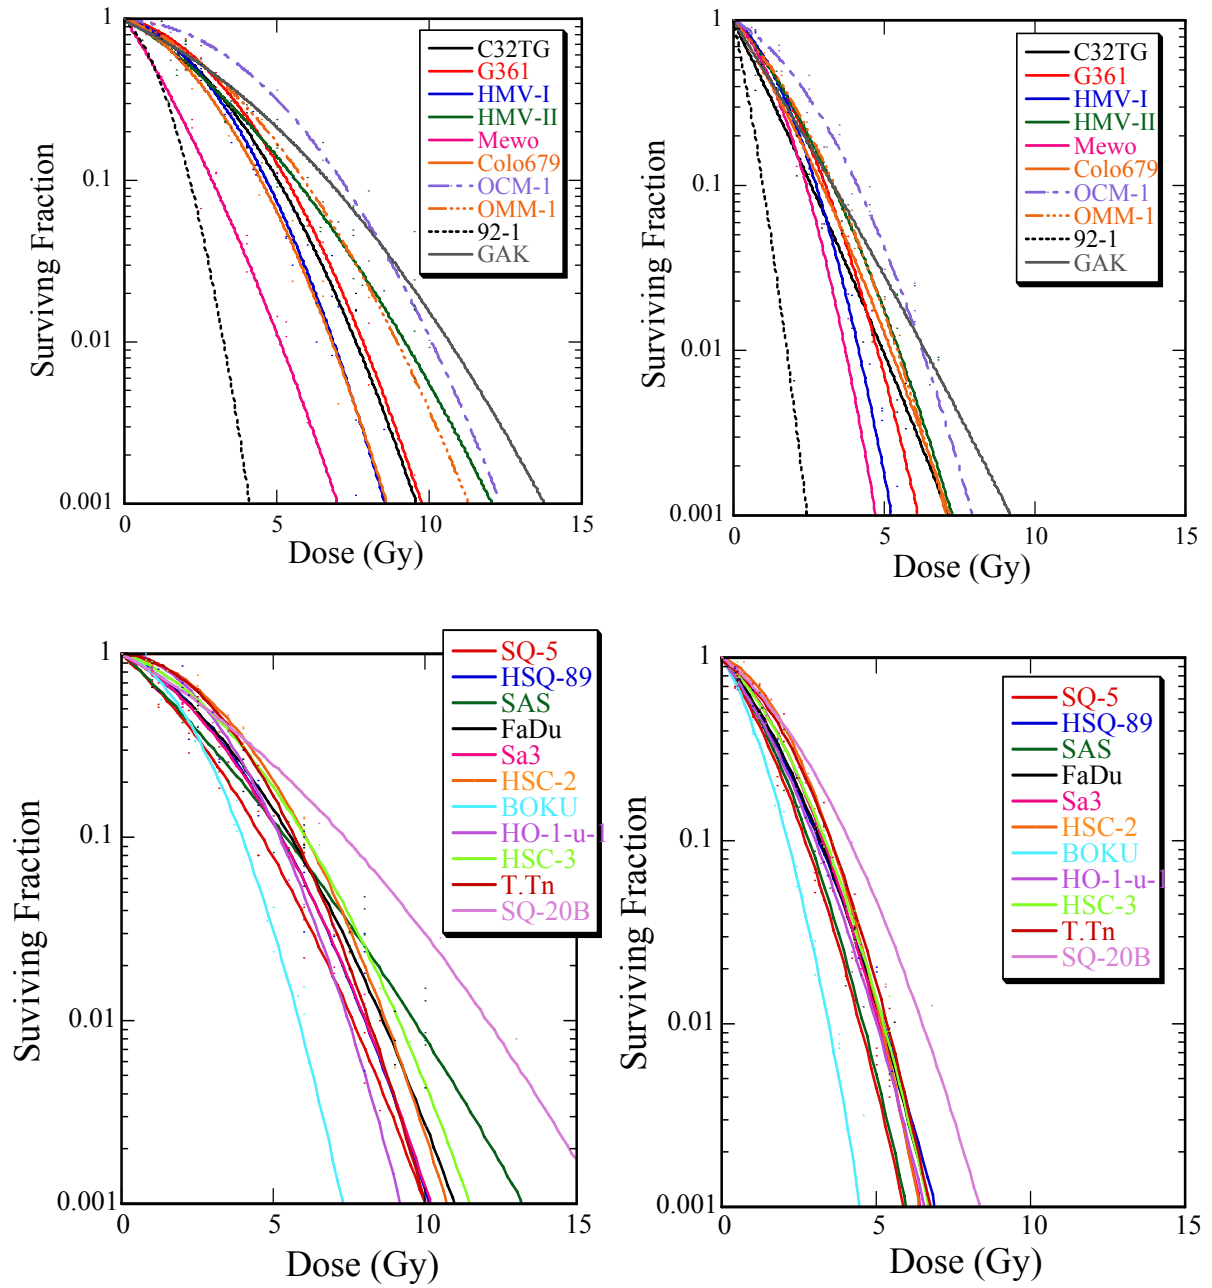 1
0.1
0.01
0.001
0
5
10
15
Dose (Gy)
Surivng Fraction
C32TG
G361
HMV-I
HMV-II
Mewo
Colo679
OCM-1
OMM-1
92-1
GAK
1
0.1
0.01
0.001
0
5
10
15
Dose (Gy)
Surviving Fraction
C32TG
G361
HMV-I
HMV-II
Mewo
Colo679
OCM-1
OMM-1
92-1
GAK
1
0.1
0.01
0.001
0
5
10
15
Dose (Gy)
Suviving Fraction
SQ-5
HSQ-89
SAS
FaDu
Sa3
HSC-2
BOKU
HO-1-u-1
HSC-3
T.Tn
SQ-20B
1
0.1
0.01
0.001
0
5
10
15
Dose (Gy)
Surviving Fraction
SQ-5
HSQ-89
SAS
FaDu
Sa3
HSC-2
BOKU
HO-1-u-1
HSC-3
T.Tn
SQ-20B